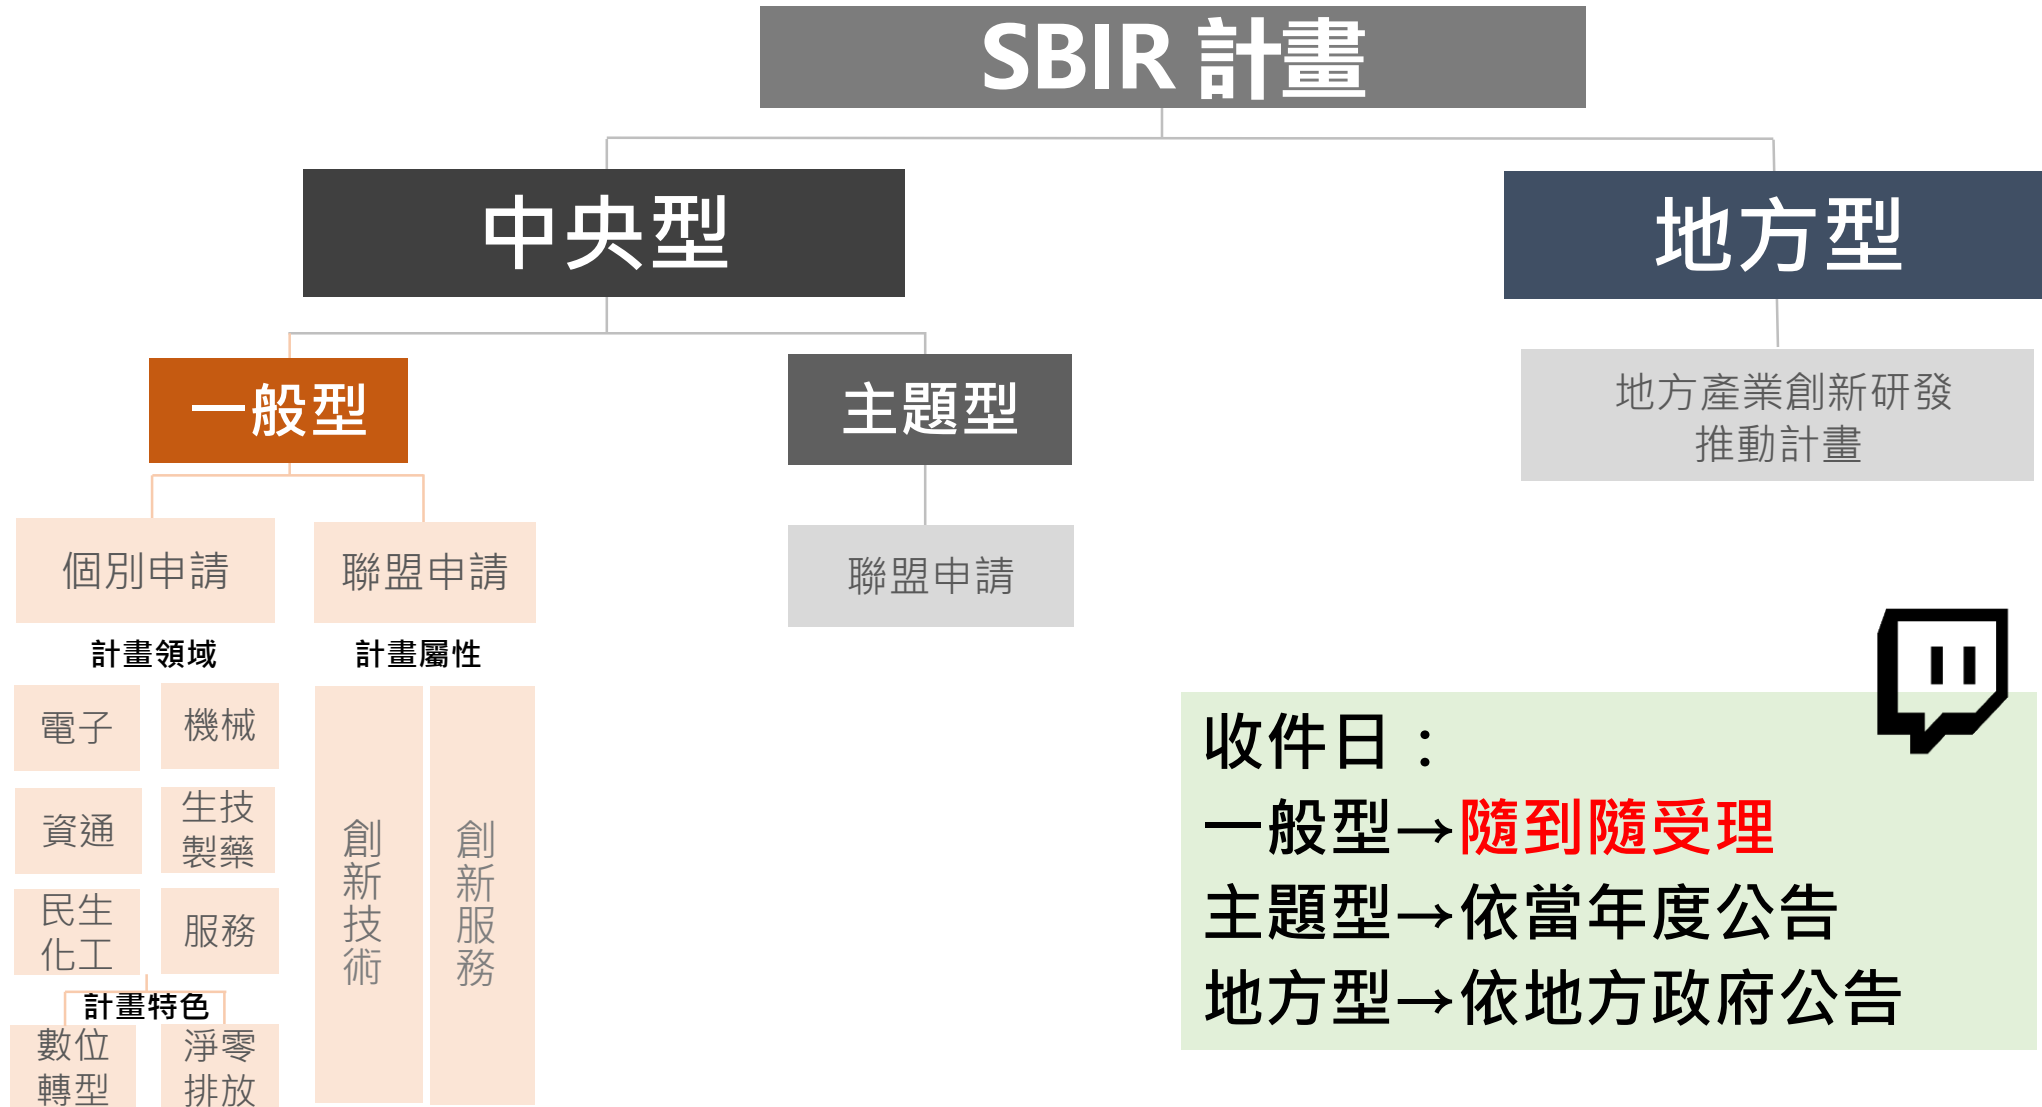 SBIR 計畫
中央型
地方型
一般型
主題型
地方產業創新研發
推動計畫
個別申請
聯盟申請
聯盟申請
計畫領域
計畫屬性
電子
機械
資通
生技
製藥
民生
化工
服務
計畫特色
數位
轉型
淨零
排放
創新技術
創新服務
收件日：
一般型→隨到隨受理
主題型→依當年度公告
地方型→依地方政府公告